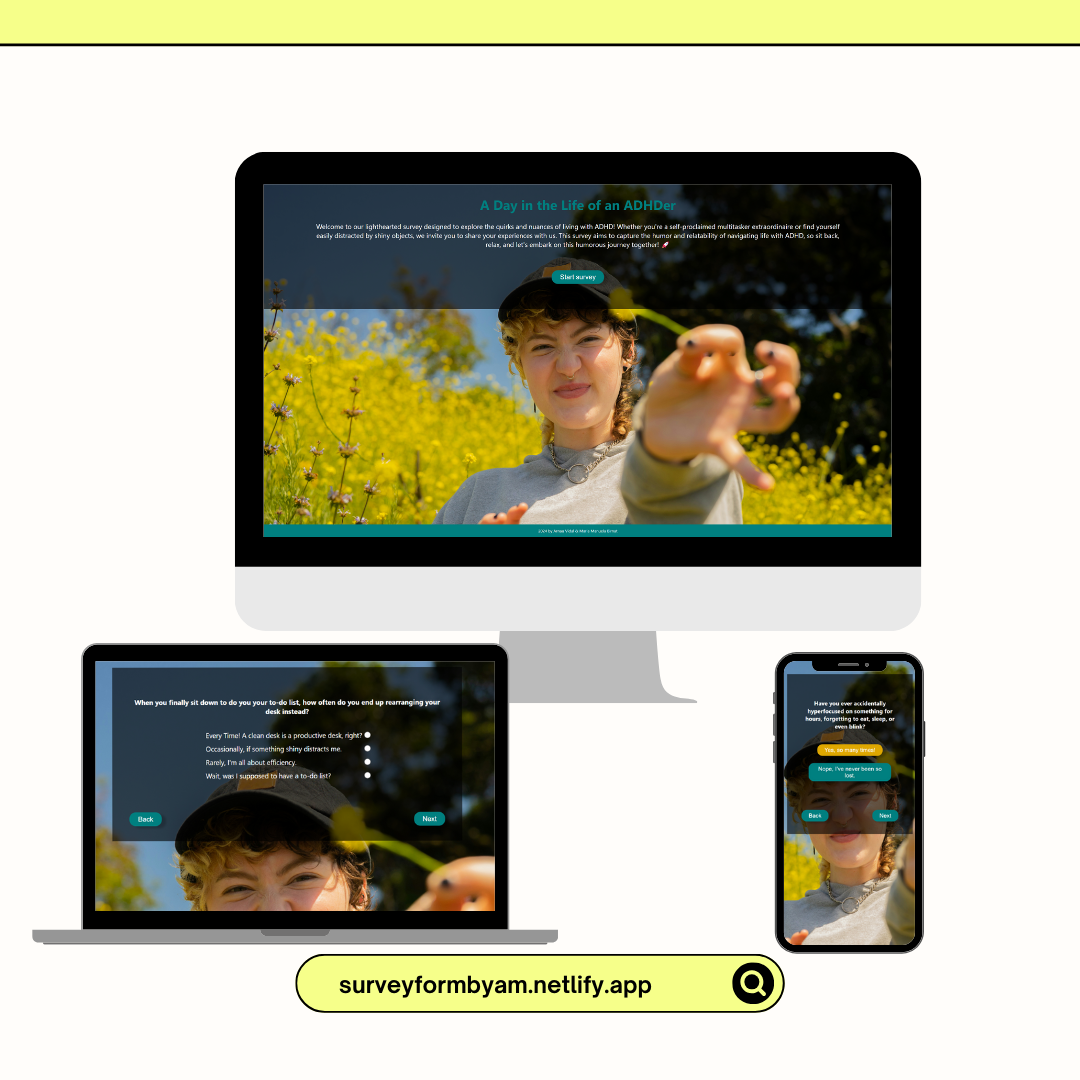 A Day in the Life of an ADHDer
Welcome to our lighthearted survey designed to explore the quirks and nuances of living with ADHD! Whether you're a self-proclaimed multitasker extraordinaire or find yourself
easily distracted by shiny objects, we invite you to share your experiences with us. This survey aims to capture the humor and relatability of navigating life with ADHD, so sit back,
relax, and let's embark on this humorous journey together! 🚀
Start survey
When you finally sit down to do you your to-do list, how often do you end up rearranging your
desk instead?
Every Time! A clean desk is a productive desk, right?
Occasionally, if something shiny distracts me.
Rarely, I'm all about efficiency.
Wait, was I supposed to have a to-do list?
Back
Next
Have you ever accidentally
hyperfocused on something for
hours, forgetting to eat, sleep, or
even blink?
Yes, so many times!
Nope, I've never been so
lost.
Back
Next
surveyformbyam.netlify.app